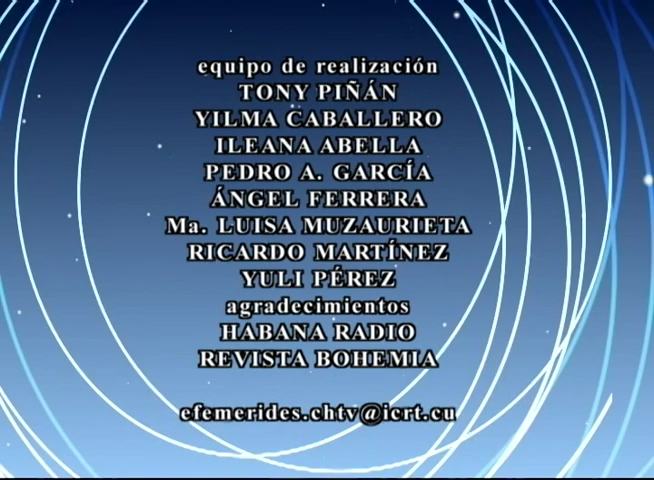 equipo de realización
TONY PIÑÁN
YILMA CABALLERO
ILEANA ABELLA
PEDRO A. GARCÍA
ÁNGEL FERRERA
Ma. LUISA MUZAURIETA
RICARDO MARTÍNEZ
YULI PÉREZ
agradecimientos
HABANA RADIO
REVISTA BOHEMIA
efemerides.chtv@icrt.cu